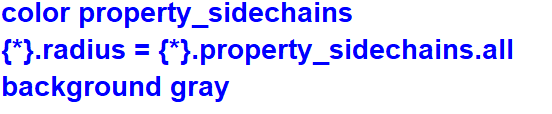 color property_sidechains
{*}.radius = {*}.property_sidechains.all
background gray